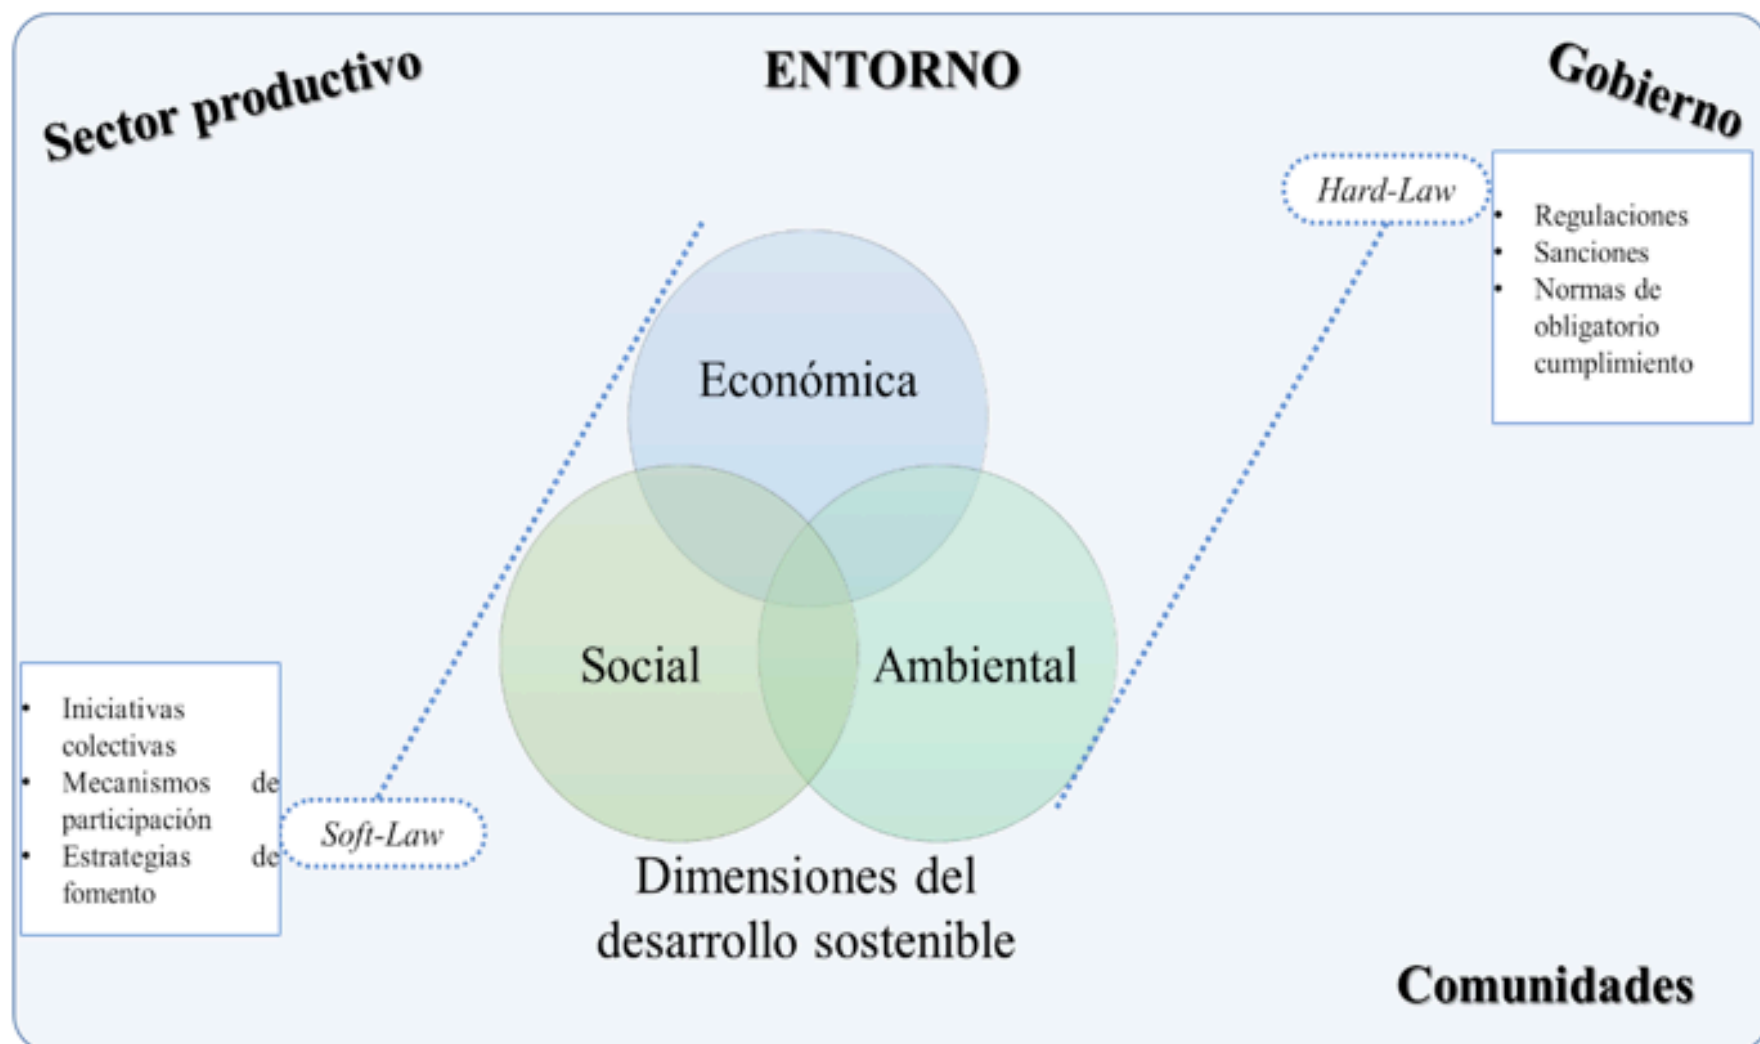 Sector productivo
ENTORNO
Gobierno
Hard-Law
• Regulaciones
• Sanciones
• Normas de
obligatorio
cumplimiento
Económica
Social
Ambiental
• Iniciativas
colectivas
• Mecanismos de
participación
• Estrategias de
fomento
Soft-Law
Dimensiones del
desarrollo sostenible
Comunidades